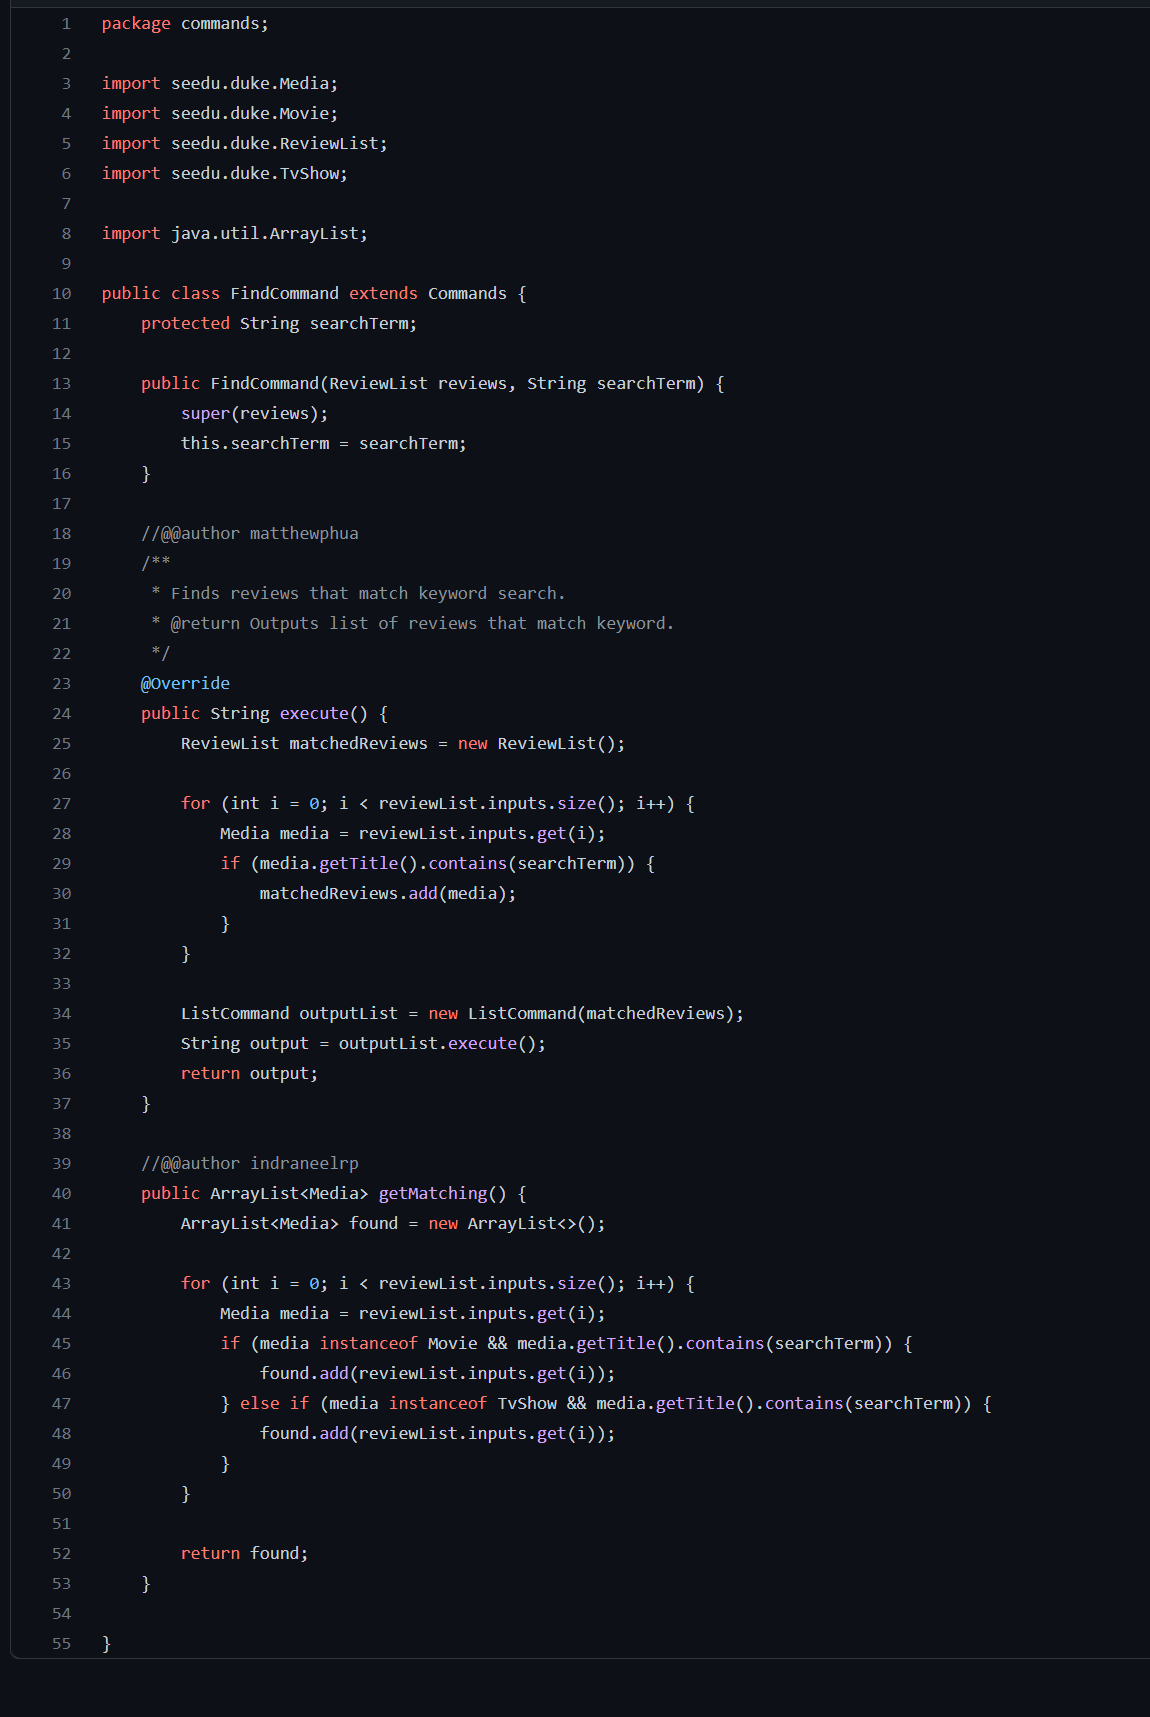 1 package commands;
2
3 import seedu.duke.Media;
4 import seedu.duke.Movie;
5 import seedu.duke.ReviewList;
6 import seedu.duke.TvShow;
7
8 import java.util.ArrayList;
9
10 public class FindCommand extends Commands {
11     protected String searchTerm;
12
13     public FindCommand(ReviewList reviews, String searchTerm) {
14         super(reviews);
15         this.searchTerm = searchTerm;
16     }
17
18     //@@author matthewphua
19     /**
20      * Finds reviews that match keyword search.
21      * @return Outputs list of reviews that match keyword.
22      */
23     @Override
24     public String execute() {
25         ReviewList matchedReviews = new ReviewList();
26
27         for (int i = 0; i < reviewList.inputs.size(); i++) {
28             Media media = reviewList.inputs.get(i);
29             if (media.getTitle().contains(searchTerm)) {
30                 matchedReviews.add(media);
31             }
32         }
33
34         ListCommand outputList = new ListCommand(matchedReviews);
35         String output = outputList.execute();
36         return output;
37     }
38
39     //@@author indraneelrp
40     public ArrayList<Media> getMatching() {
41         ArrayList<Media> found = new ArrayList<>();
42
43         for (int i = 0; i < reviewList.inputs.size(); i++) {
44             Media media = reviewList.inputs.get(i);
45             if (media instanceof Movie && media.getTitle().contains(searchTerm)) {
46                 found.add(reviewList.inputs.get(i));
47             } else if (media instanceof TvShow && media.getTitle().contains(searchTerm)) {
48                 found.add(reviewList.inputs.get(i));
49             }
50         }
51
52         return found;
53     }
54
55 }